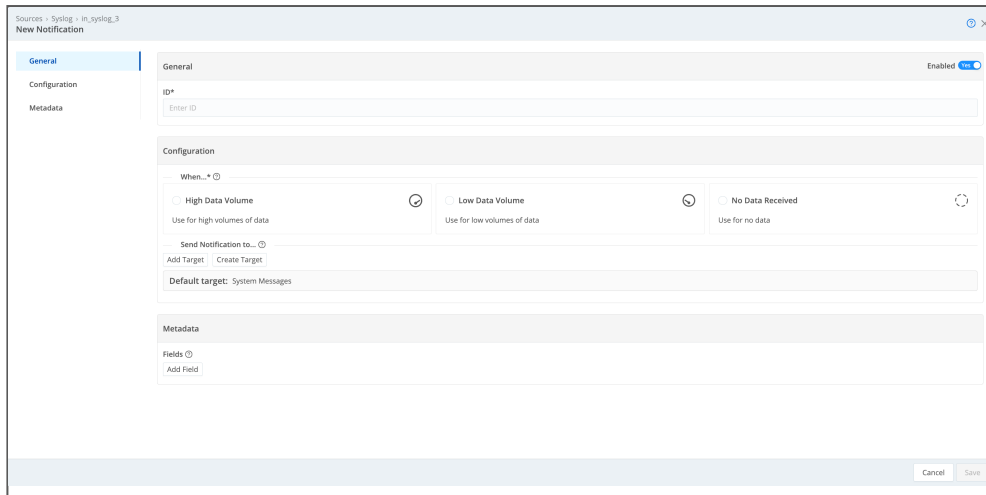 Sources › Syslog › in_syslog_3
New Notification
General
Configuration
Metadata
General
Enabled Yes
ID*
Enter ID
Configuration
When...*
High Data Volume
Use for high volumes of data
Low Data Volume
Use for low volumes of data
No Data Received
Use for no data
Send Notification to...
Add Target Create Target
Default target: System Messages
Metadata
Fields
Add Field
Cancel Save